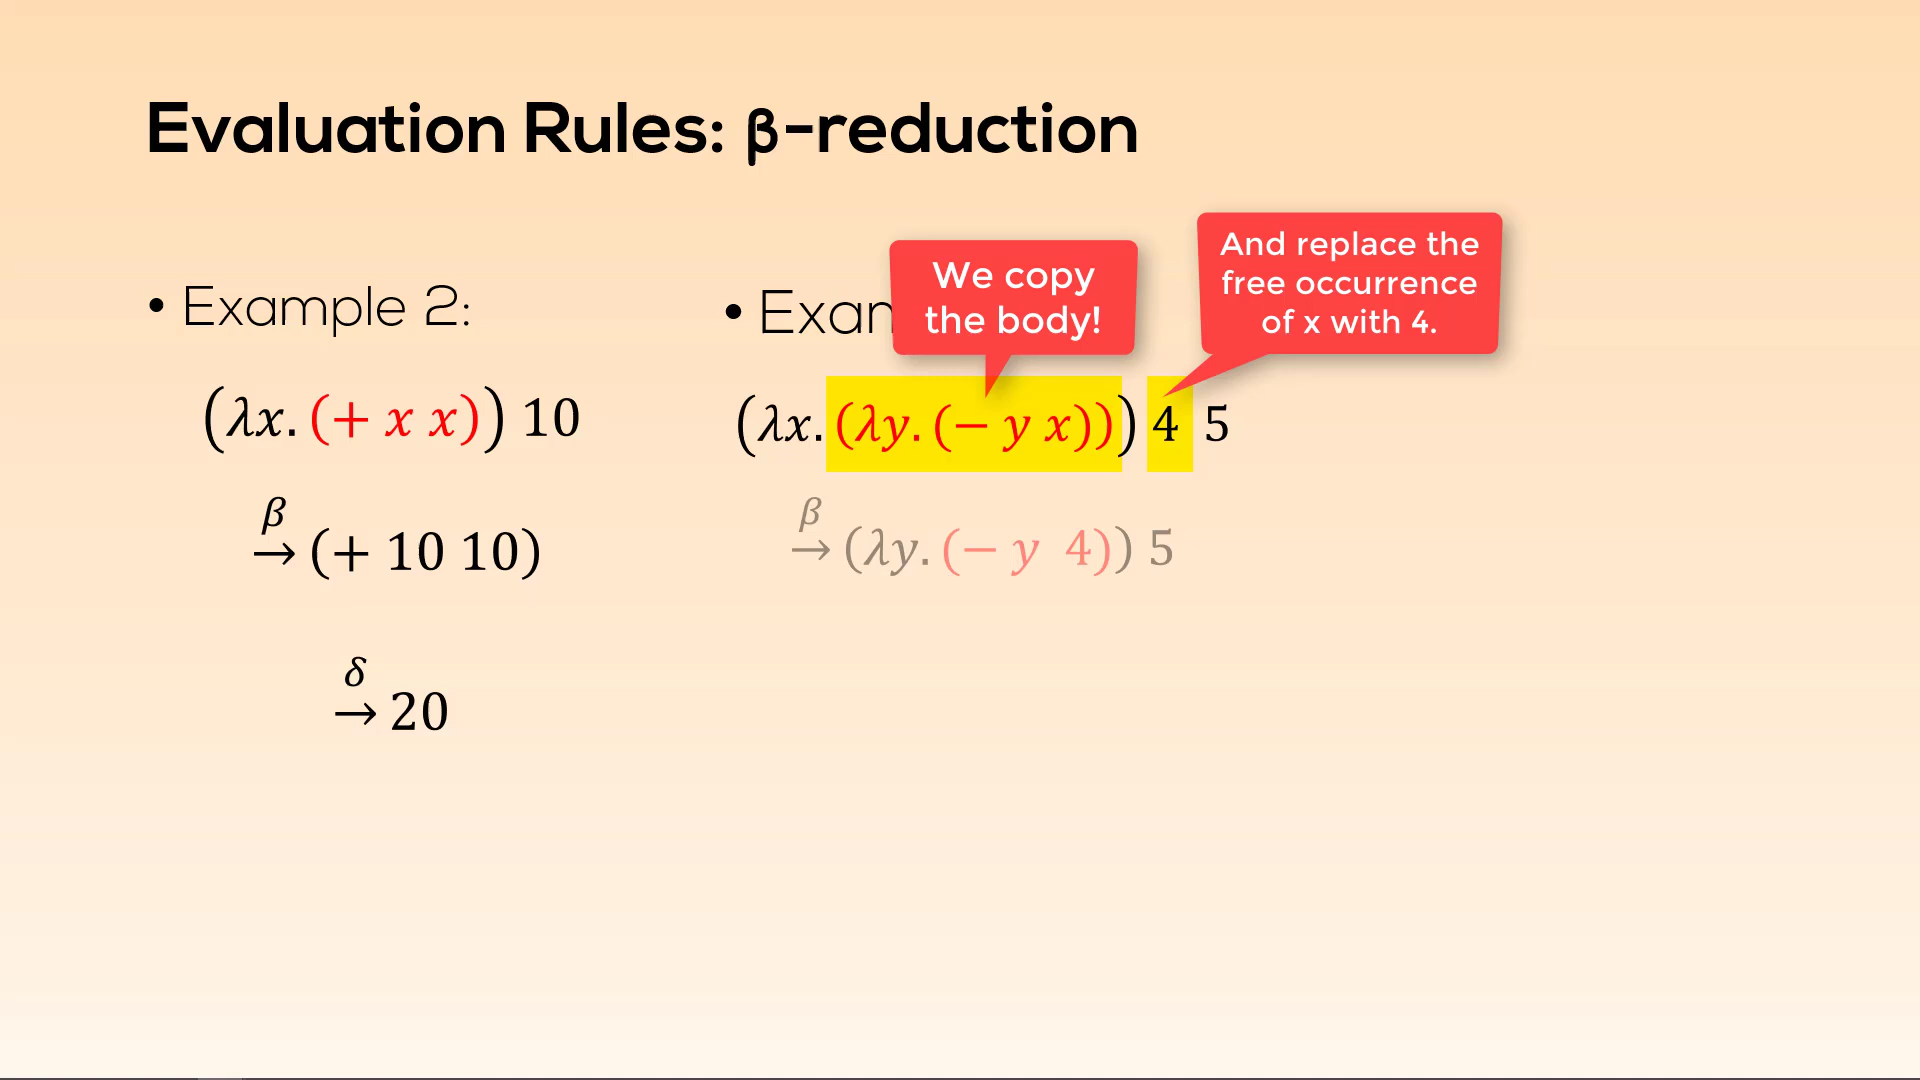 Evaluation Rules: β-reduction
• Example 2:
(λx. (+ x x)) 10
β
→ (+ 10 10)
δ
→ 20
We copy
the body!
And replace the
free occurrence
of x with 4.
• Exam
(λx. (λy. (− y x))) 4 5
β
→ (λy. (− y 4)) 5